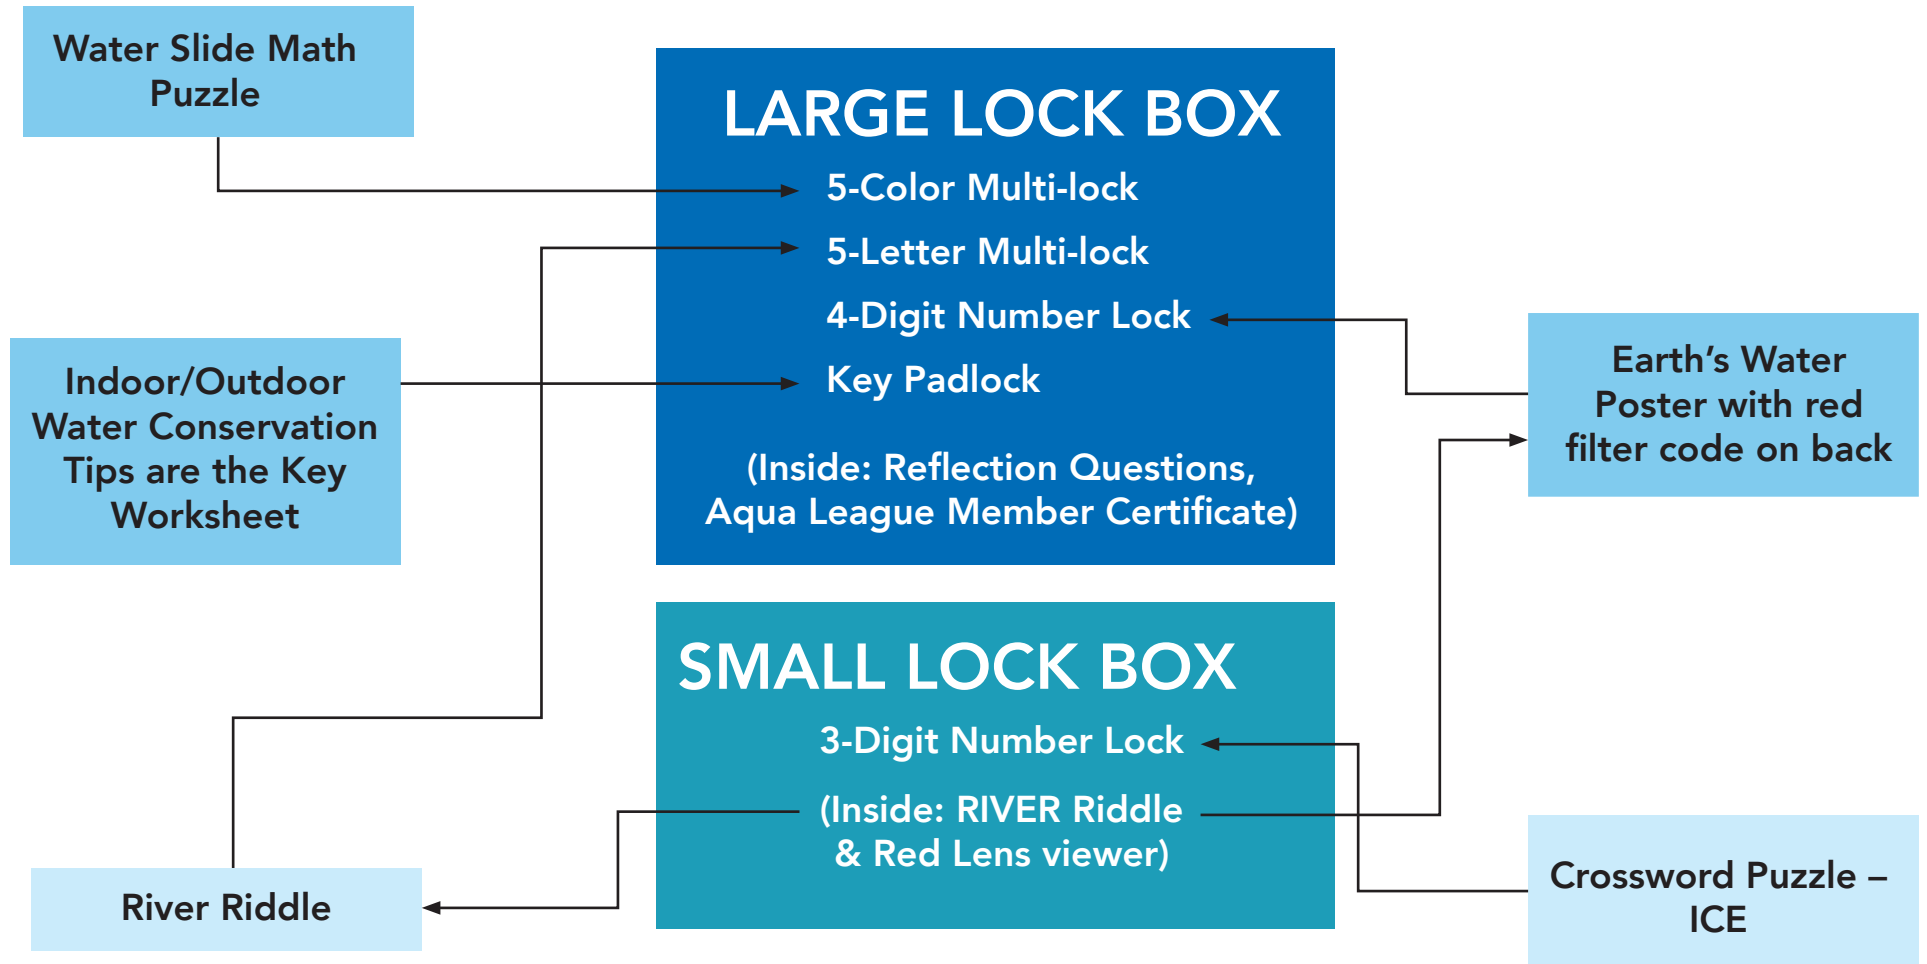 Water Slide Math
Puzzle
LARGE LOCK BOX
5-Color Multi-lock
5-Letter Multi-lock
4-Digit Number Lock
Key Padlock
(Inside: Reflection Questions,
Aqua League Member Certificate)
Indoor/Outdoor
Water Conservation
Tips are the Key
Worksheet
Earth’s Water
Poster with red
filter code on back
SMALL LOCK BOX
3-Digit Number Lock
(Inside: RIVER Riddle
& Red Lens viewer)
River Riddle
Crossword Puzzle –
ICE